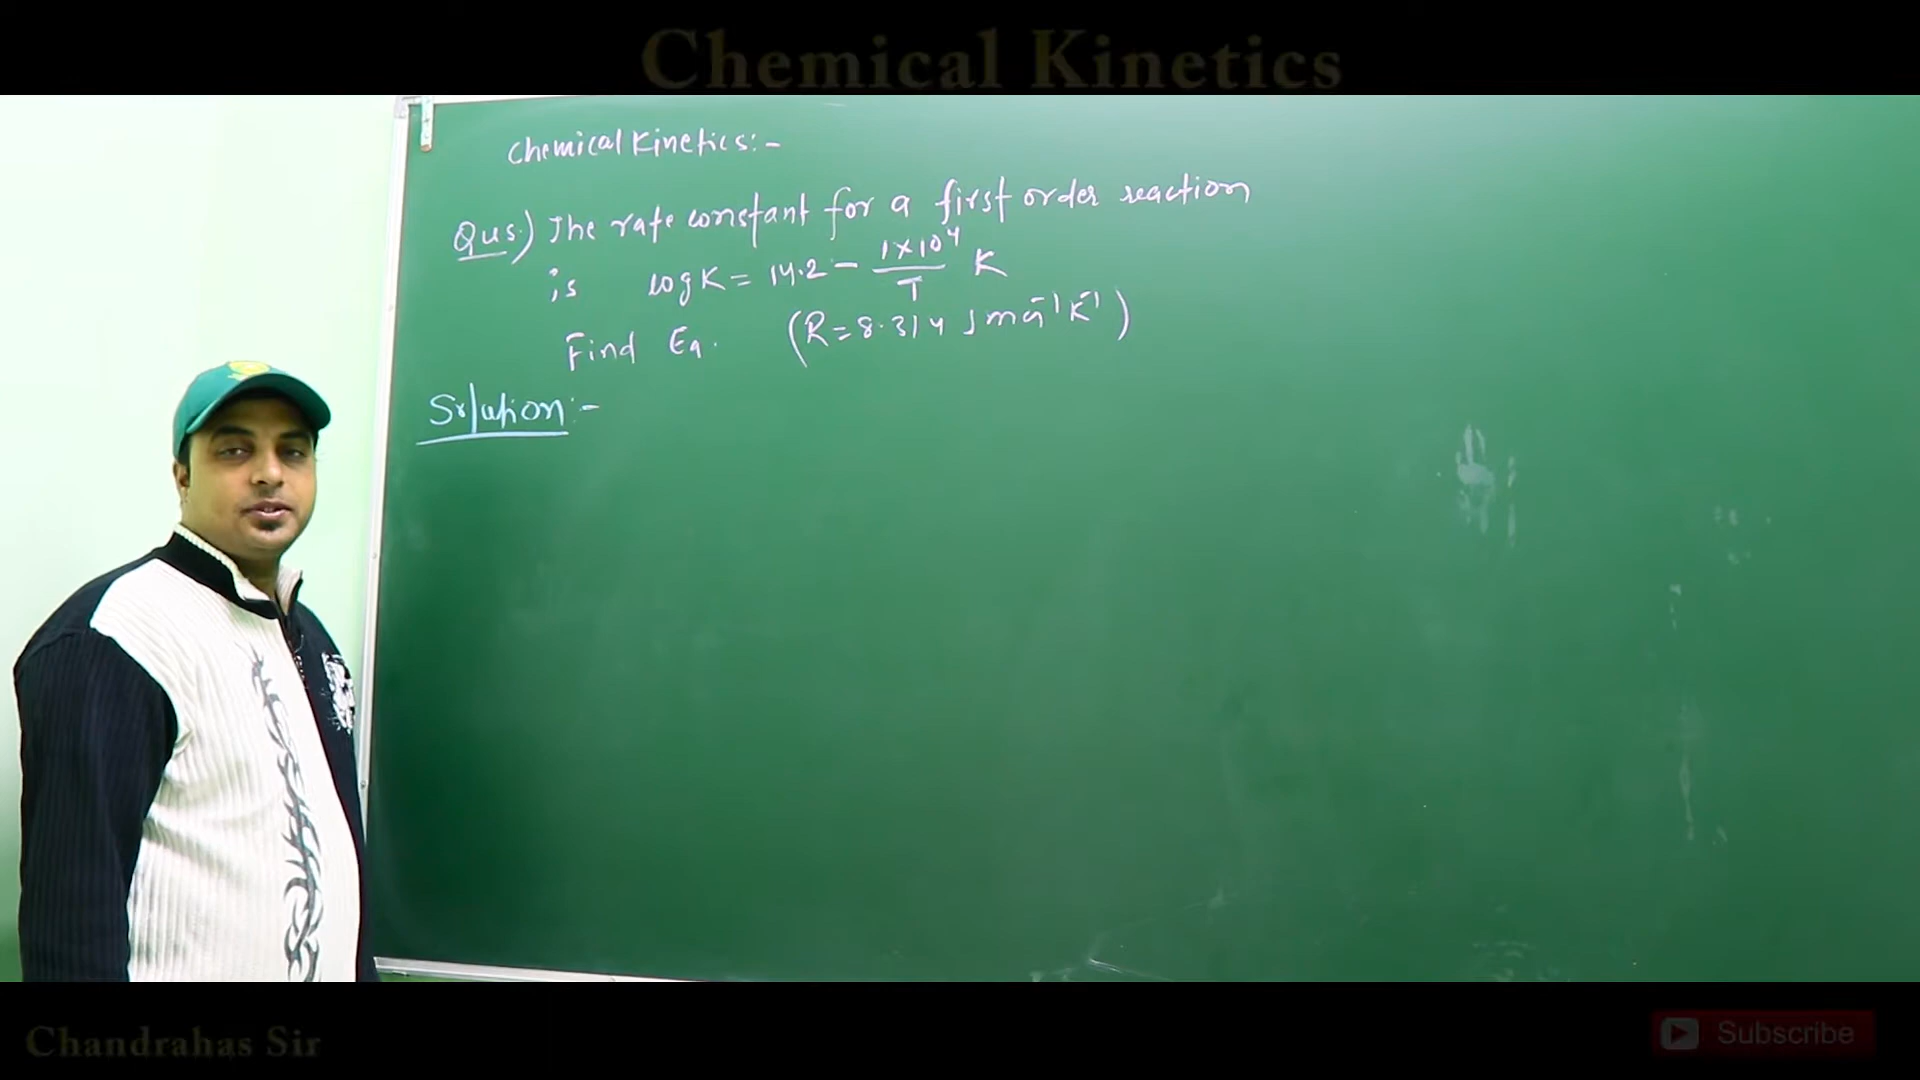 Chemical Kinetics
Chemical Kinetics:-
Qus.) The rate constant for a first order reaction
is log K = 14.2 - 1×10⁴/T K
Find Ea. (R = 8.314 J mol⁻¹ K⁻¹)
Solution:-
Chandrahas Sir
Subscribe